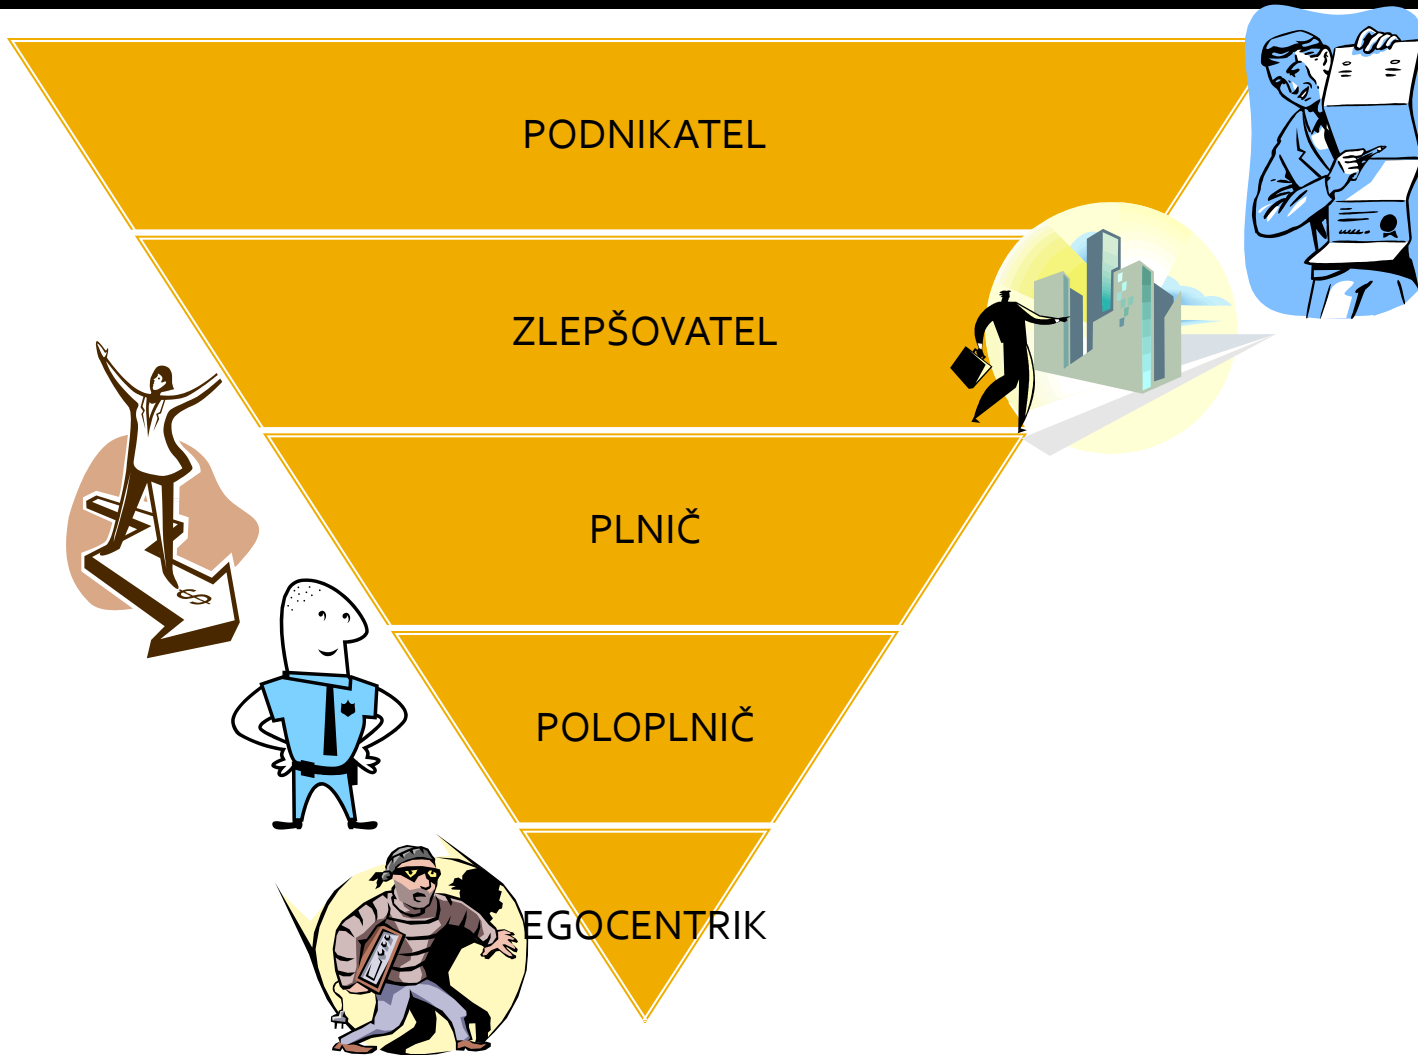 PODNIKATEL
ZLEPŠOVATEL
PLNIČ
POLOPLNIČ
EGOCENTRIK
$